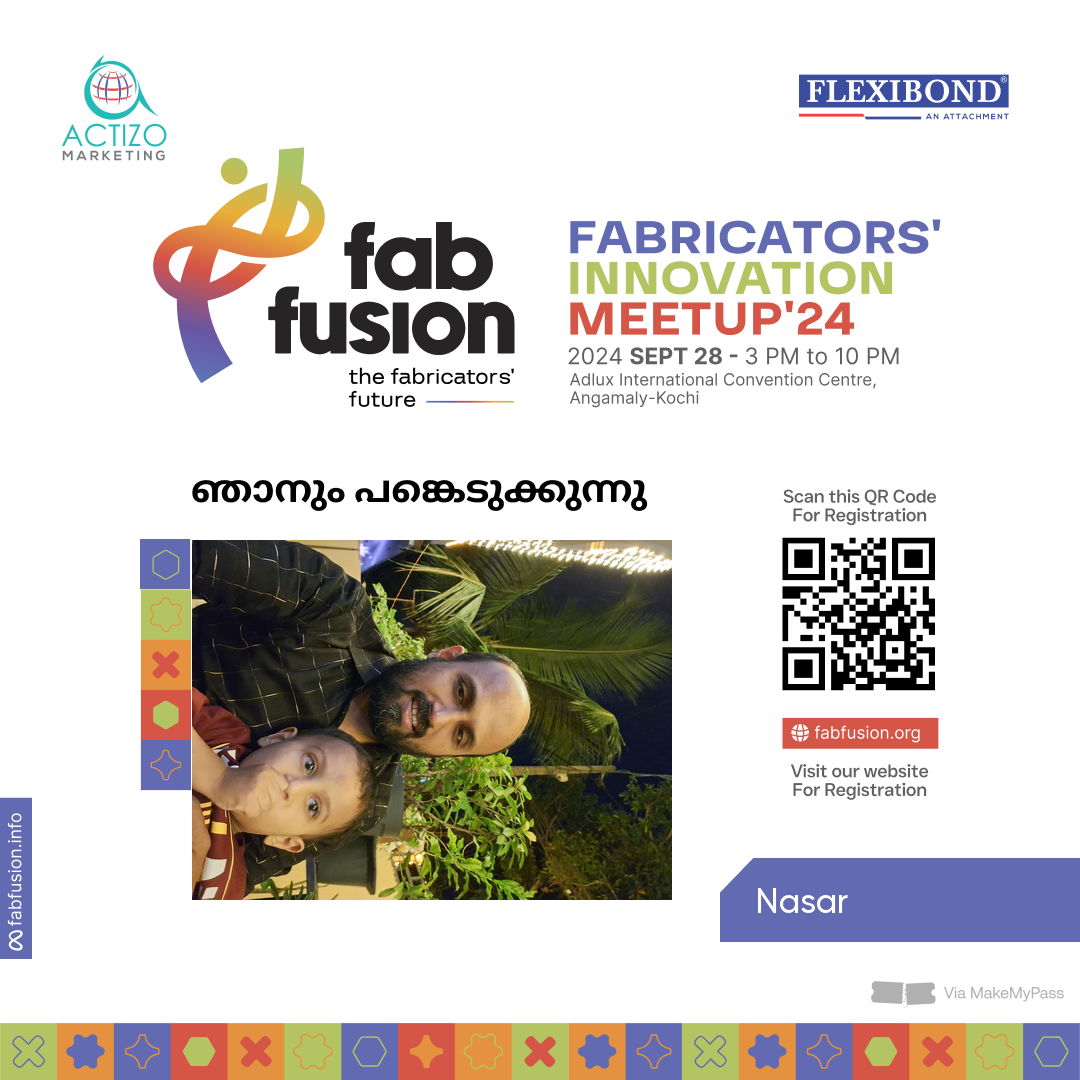 ACTIZO
MARKETING
FLEXIBOND®
AN ATTACHMENT
fab
fusion
the fabricators'
future
FABRICATORS'
INNOVATION
MEETUP'24
2024 SEPT 28 - 3 PM to 10 PM
Adlux International Convention Centre,
Angamaly-Kochi
ഞാനും പങ്കെടുക്കുന്നു
Scan this QR Code
For Registration
fabfusion.org
Visit our website
For Registration
fabfusion.info
Nasar
Via MakeMyPass